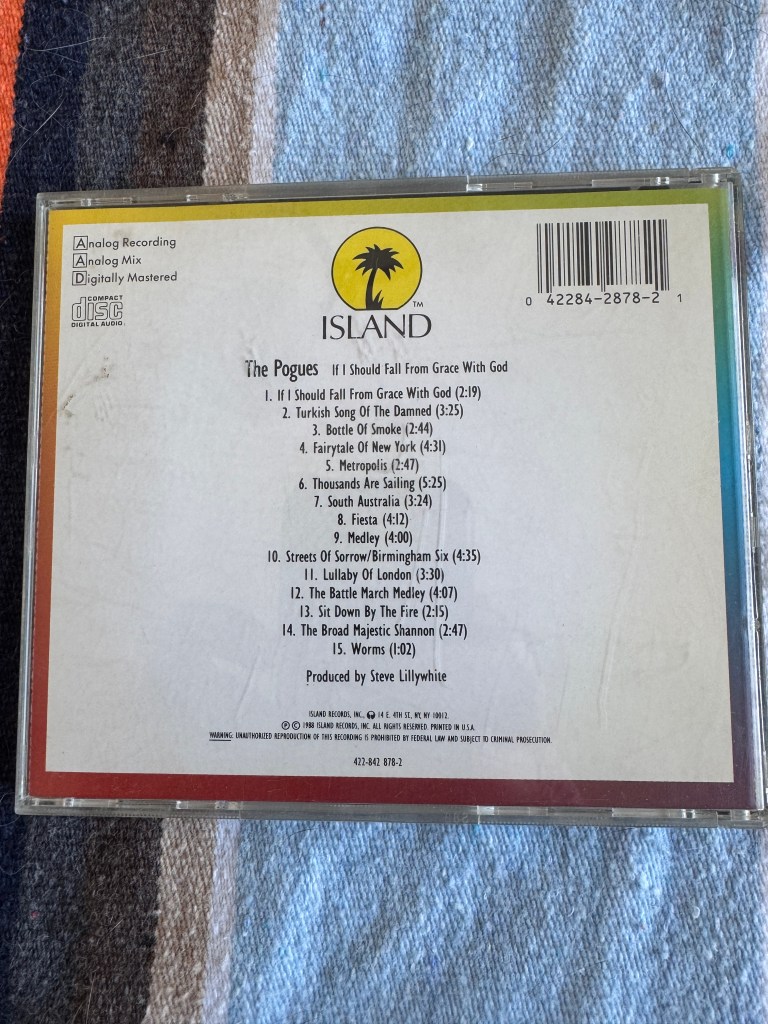 Analog Recording
Analog Mix
Digitally Mastered
COMPACT
disc
DIGITAL AUDIO
TM
ISLAND
0 42284-2878-2 1
The Pogues If I Should Fall From Grace With God
1. If I Should Fall From Grace With God (2:19)
2. Turkish Song Of The Damned (3:25)
3. Bottle Of Smoke (2:44)
4. Fairytale Of New York (4:31)
5. Metropolis (2:47)
6. Thousands Are Sailing (5:25)
7. South Australia (3:24)
8. Fiesta (4:12)
9. Medley (4:00)
10. Streets Of Sorrow/Birmingham Six (4:35)
11. Lullaby Of London (3:30)
12. The Battle March Medley (4:07)
13. Sit Down By The Fire (2:15)
14. The Broad Majestic Shannon (2:47)
15. Worms (1:02)
Produced by Steve Lillywhite
ISLAND RECORDS, INC., 14 E. 4TH ST., NY, NY 10012.
℗ © 1988 ISLAND RECORDS, INC. ALL RIGHTS RESERVED. PRINTED IN U.S.A.
WARNING: UNAUTHORIZED REPRODUCTION OF THIS RECORDING IS PROHIBITED BY FEDERAL LAW AND SUBJECT TO CRIMINAL PROSECUTION.
422-842 878-2